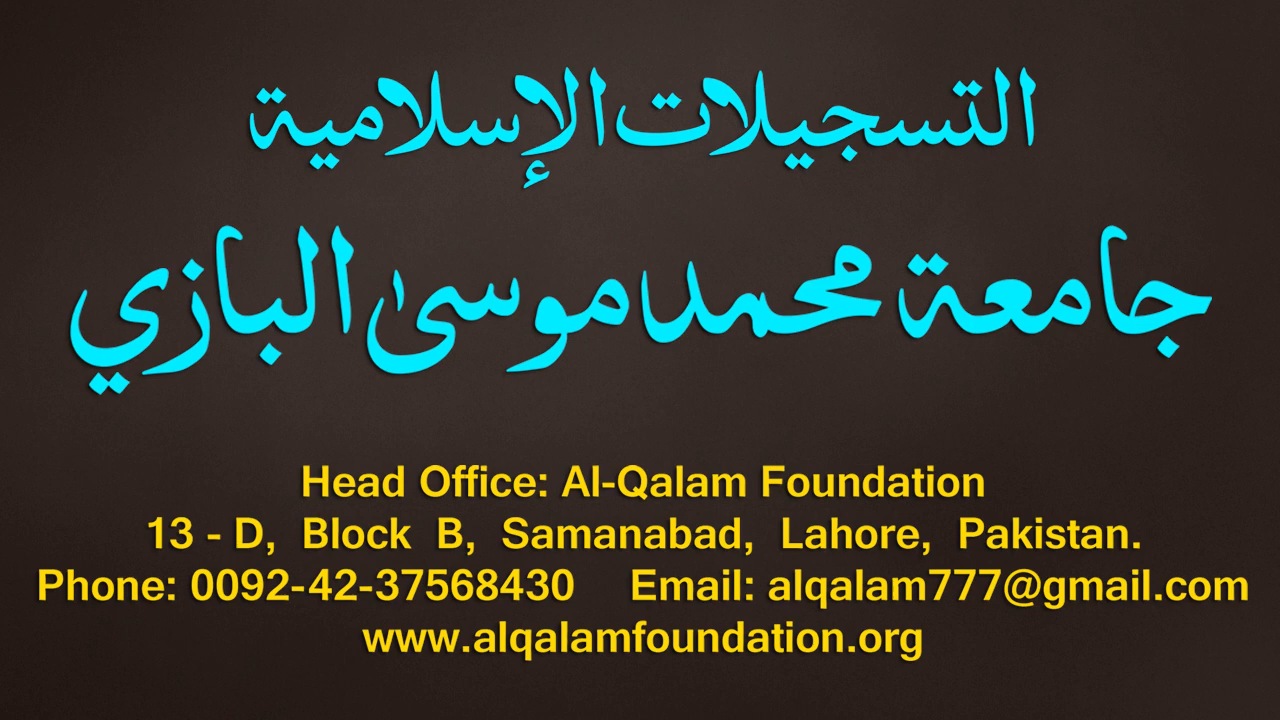 التسجيلات الإسلامية
جامعة محمد موسىٰ البازي
Head Office: Al-Qalam Foundation
13 - D, Block B, Samanabad, Lahore, Pakistan.
Phone: 0092-42-37568430 Email: alqalam777@gmail.com
www.alqalamfoundation.org